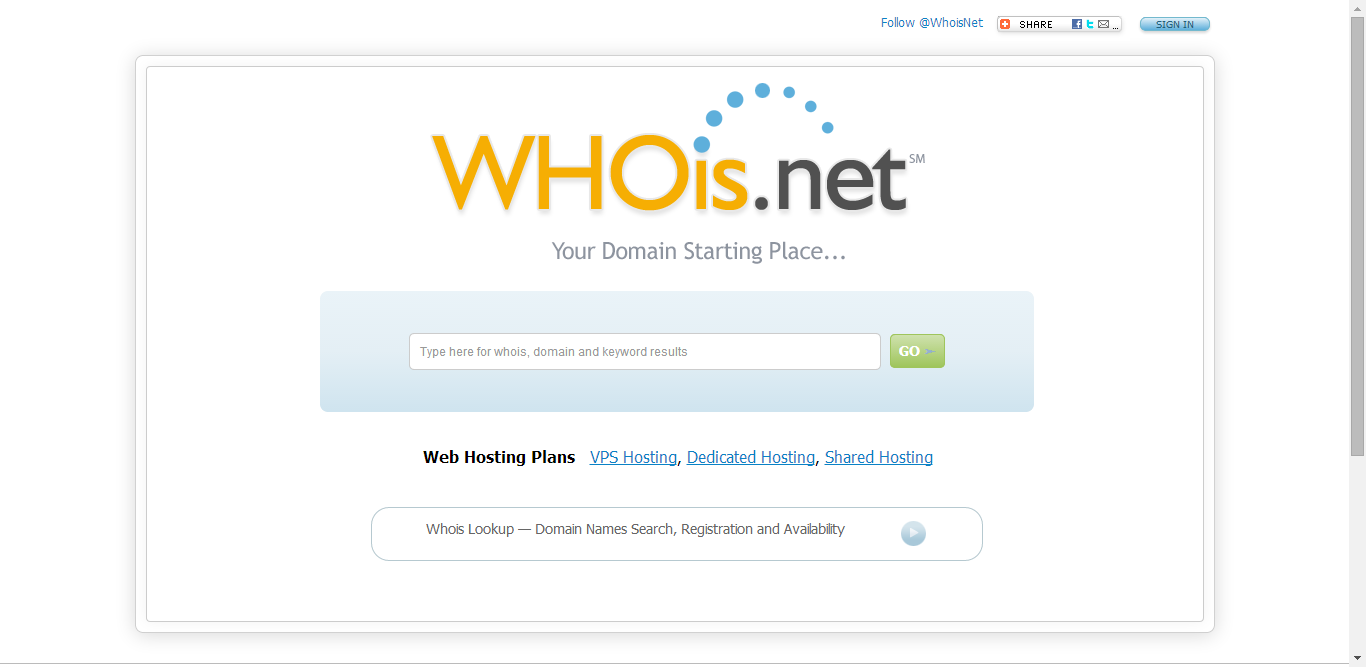 Follow @WhoisNet SHARE ... SIGN IN
WHOis.net SM
Your Domain Starting Place...
Type here for whois, domain and keyword results GO
Web Hosting Plans VPS Hosting, Dedicated Hosting, Shared Hosting
Whois Lookup — Domain Names Search, Registration and Availability